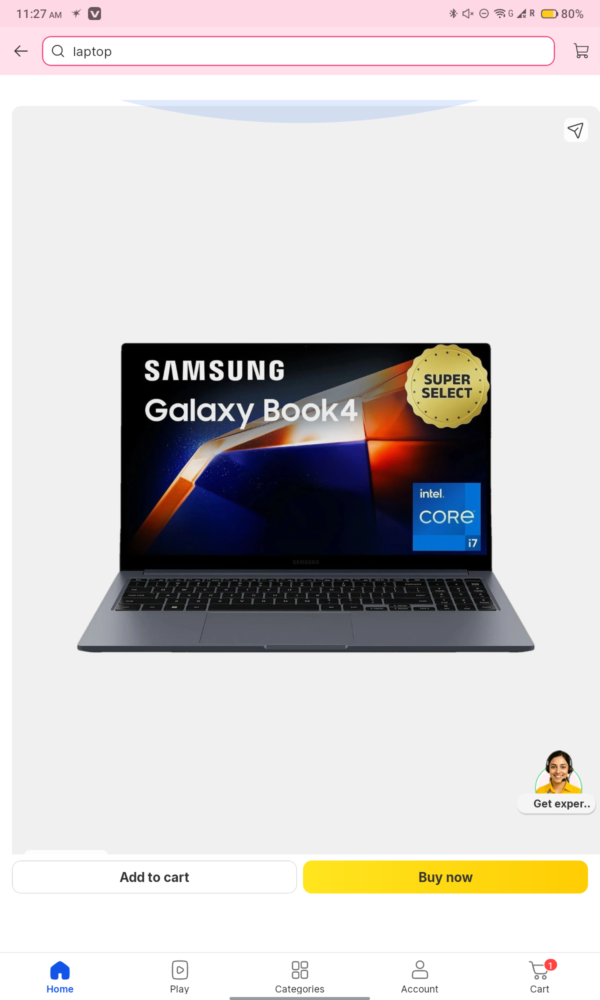 11:27 AM
G R 80%
laptop
SAMSUNG
Galaxy Book4
SUPER
SELECT
intel.
CORe
i7
SAMSUNG
Get exper..
Add to cart
Buy now
1
Home
Play
Categories
Account
Cart